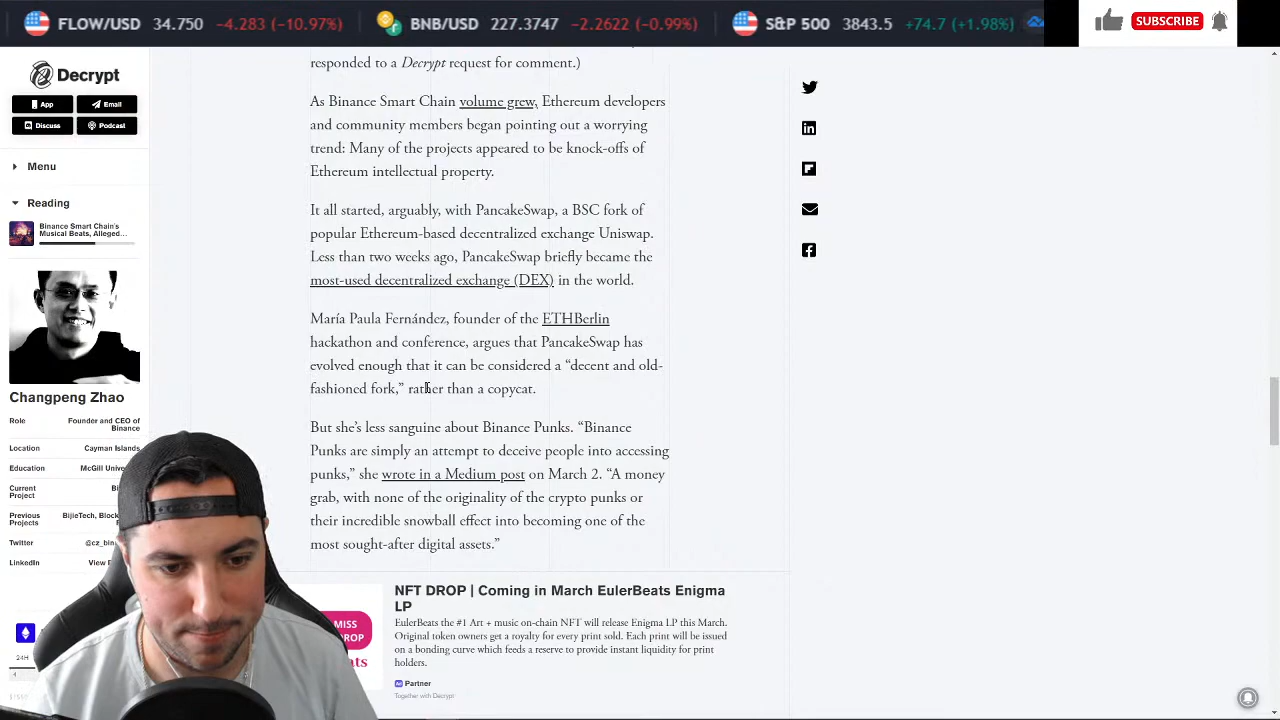 FLOW/USD 34.750 -4.283 (-10.97%)
BNB/USD 227.3747 -2.2622 (-0.99%)
S&P 500 3843.5 +74.7 (+1.98%)
SUBSCRIBE
Decrypt
App
Email
Discuss
Podcast
Menu
Reading
Binance Smart Chain's
Musical Beats, Alleged...
Changpeng Zhao
Role
Founder and CEO of
Binance
Location
Cayman Islands
Education
McGill
Current
Project
Previous
Projects
BijieTech,
Twitter
LinkedIn
24H
responded to a Decrypt request for comment.)
As Binance Smart Chain volume grew, Ethereum developers
and community members began pointing out a worrying
trend: Many of the projects appeared to be knock-offs of
Ethereum intellectual property.
It all started, arguably, with PancakeSwap, a BSC fork of
popular Ethereum-based decentralized exchange Uniswap.
Less than two weeks ago, PancakeSwap briefly became the
most-used decentralized exchange (DEX) in the world.
María Paula Fernández, founder of the ETHBerlin
hackathon and conference, argues that PancakeSwap has
evolved enough that it can be considered a “decent and old-
fashioned fork,” rather than a copycat.
But she’s less sanguine about Binance Punks. “Binance
Punks are simply an attempt to deceive people into accessing
punks,” she wrote in a Medium post on March 2. “A money
grab, with none of the originality of the crypto punks or
their incredible snowball effect into becoming one of the
most sought-after digital assets.”
MISS
NFT DROP | Coming in March EulerBeats Enigma
LP
EulerBeats the #1 Art + music on-chain NFT will release Enigma LP this March.
Original token owners get a royalty for every print sold. Each print will be issued
on a bonding curve which feeds a reserve to provide instant liquidity for print
holders.
Partner
Together with Decrypt